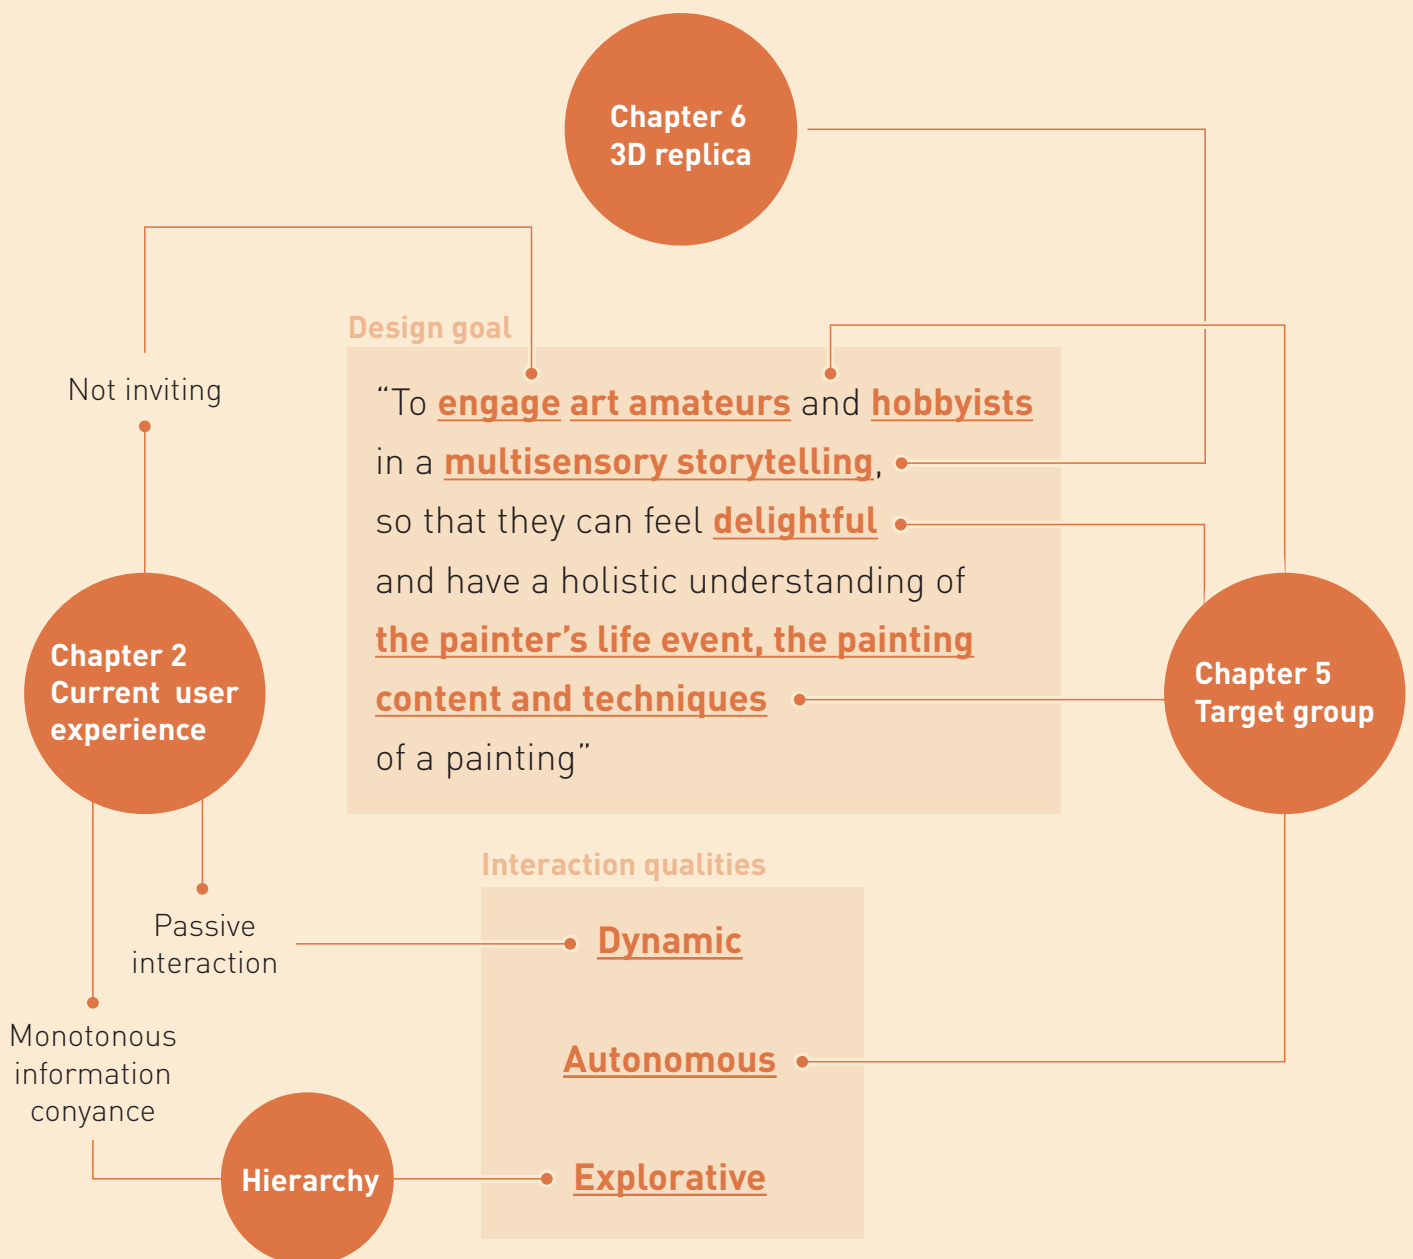 Chapter 6
3D replica
Design goal
Not inviting
“To engage art amateurs and hobbyists
in a multisensory storytelling,
so that they can feel delightful
and have a holistic understanding of
the painter’s life event, the painting
content and techniques
of a painting”
Chapter 2
Current user
experience
Chapter 5
Target group
Interaction qualities
Passive
interaction
Dynamic
Monotonous
information
conyance
Autonomous
Hierarchy
Explorative